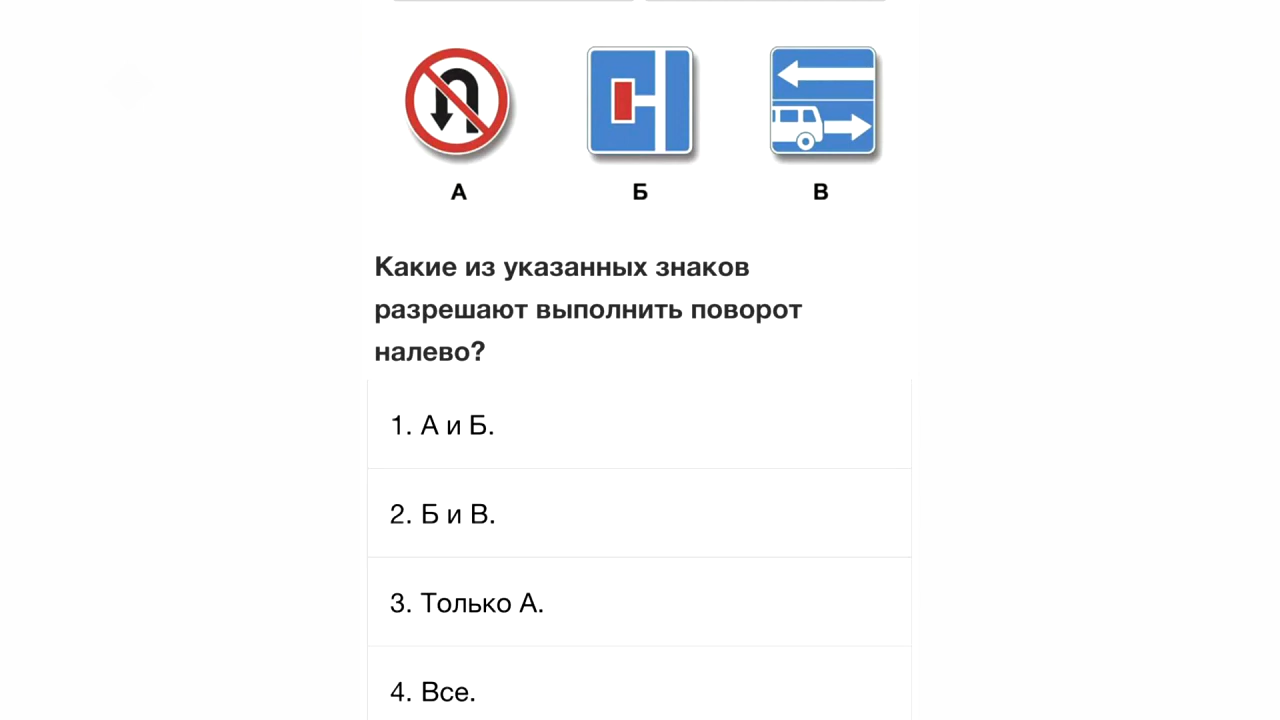 А Б В
Какие из указанных знаков
разрешают выполнить поворот
налево?
1. А и Б.
2. Б и В.
3. Только А.
4. Все.